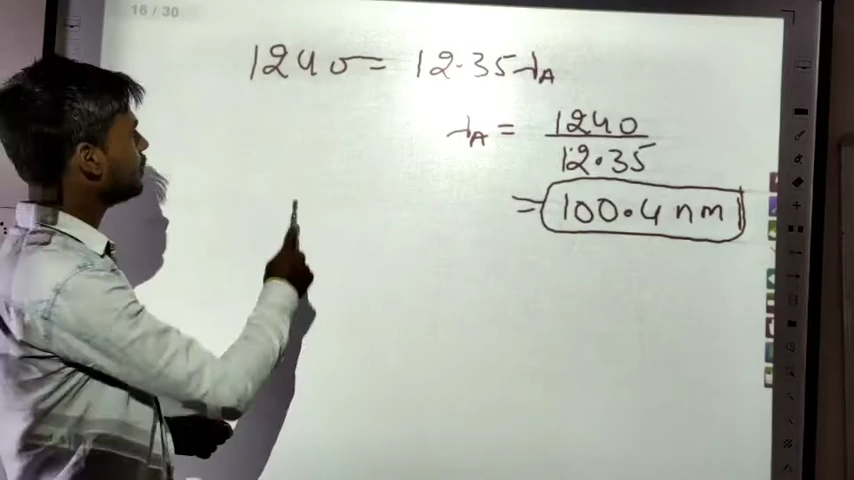 16 / 30
1240 = 12.35 λA
λA = 1240
12.35
= 100.4 nm